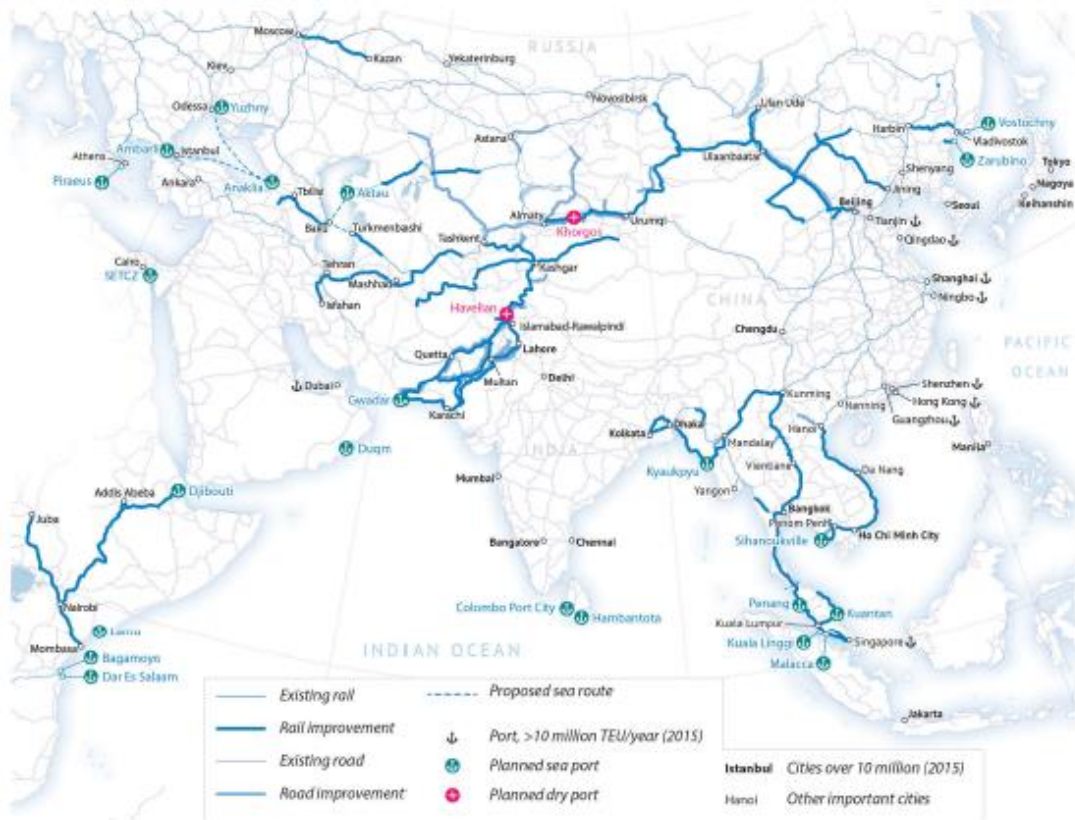 Moscow
RUSSIA
Kiev
Kazan
Yekaterinburg
Novosibirsk
Ulan Ude
Odessa
Yuzhny
Astana
Harbin
Vostochny
Vladivostok
Ambarli
Istanbul
Athens
Ulaanbaatar
Zarubino
Tokyo
Piraeus
Ankara
Anaklia
Tbilisi
Aktau
Shenyang
Nagoya
Jining
Keihanshin
Baku
Turkmenbashi
Almaty
Khorgos
Urumqi
Beijing
Seoul
Tianjin
Tashkent
Qingdao
Cairo
SETCZ
Tehran
Mashhad
Kashgar
Isfahan
Shanghai
Ningbo
Havelian
CHINA
Islamabad-Rawalpindi
Chengdu
Lahore
PACIFIC
OCEAN
Quetta
Multan
Delhi
Dubai
Gwadar
Karachi
Kunming
Shenzhen
Hong Kong
Nanning
Guangzhou
Dhaka
Kolkata
Hanoi
Mandalay
Manila
INDIA
Duqm
Mumbai
Kyaukpyu
Vientiane
Da Nang
Yangon
Djibouti
Addis Abeba
Juba
Bangkok
Pnom Penh
Bangalore
Chennai
Sihanoukville
Ho Chi Minh City
Nairobi
Colombo Port City
Hambantota
Penang
Kuantan
Lamu
Mombasa
Kuala Lumpur
Bagamoyo
INDIAN OCEAN
Kuala Linggi
Singapore
Dar Es Salaam
Malacca
Jakarta
Existing rail
Proposed sea route
Rail improvement
Port, >10 million TEU/year (2015)
Existing road
Planned sea port
Road improvement
Planned dry port
Istanbul Cities over 10 million (2015)
Hanoi Other important cities